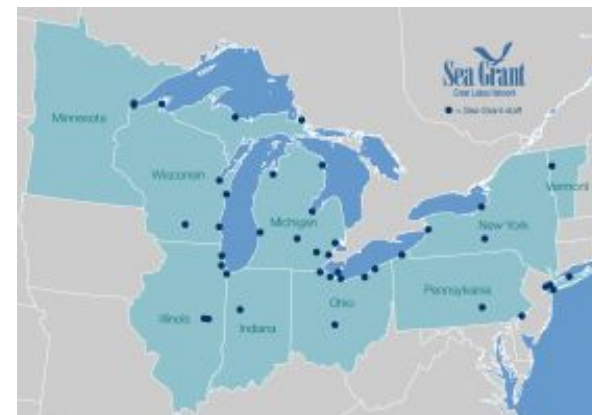 Sea Grant
Great Lakes Network
= Sea Grant staff
Minnesota
Wisconsin
Michigan
Vermont
New York
Pennsylvania
Illinois
Indiana
Ohio